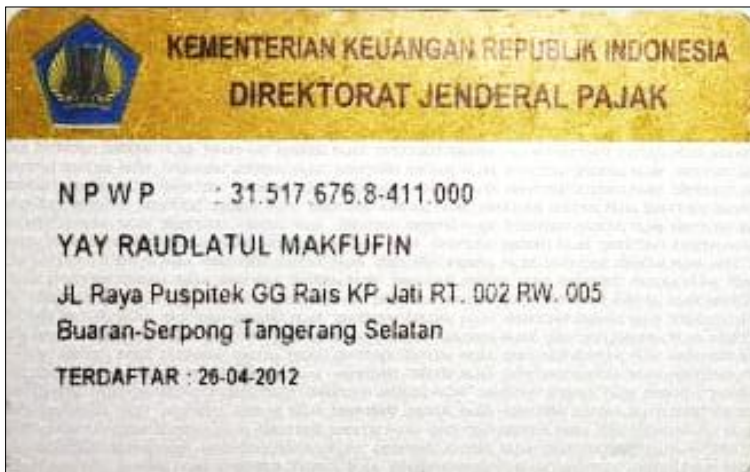 KEMENTERIAN KEUANGAN REPUBLIK INDONESIA
DIREKTORAT JENDERAL PAJAK
N P W P : 31.517.676.8-411.000
YAY RAUDLATUL MAKFUFIN
JL Raya Puspitek GG Rais KP Jati RT. 002 RW. 005
Buaran-Serpong Tangerang Selatan
TERDAFTAR : 26-04-2012